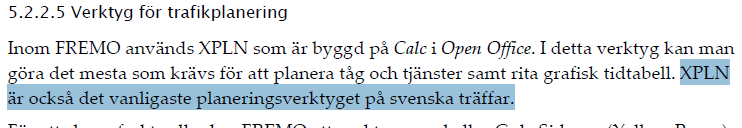 5.2.2.5 Verktyg för trafikplanering
Inom FREMO används XPLN som är byggd på Calc i Open Office. I detta verktyg kan man
göra det mesta som krävs för att planera tåg och tjänster samt rita grafisk tidtabell. XPLN
är också det vanligaste planeringsverktyget på svenska träffar.